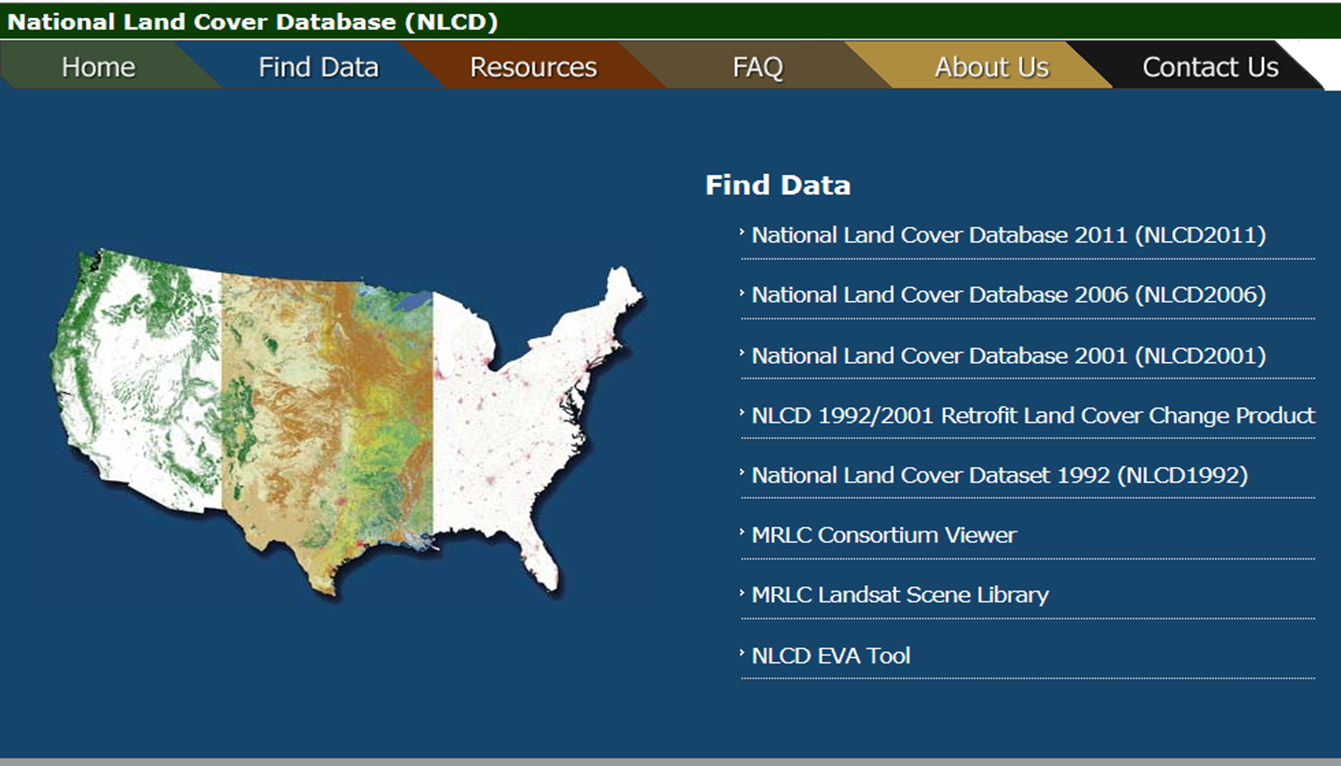 National Land Cover Database (NLCD)
Home Find Data Resources FAQ About Us Contact Us
Find Data
National Land Cover Database 2011 (NLCD2011)
National Land Cover Database 2006 (NLCD2006)
National Land Cover Database 2001 (NLCD2001)
NLCD 1992/2001 Retrofit Land Cover Change Product
National Land Cover Dataset 1992 (NLCD1992)
MRLC Consortium Viewer
MRLC Landsat Scene Library
NLCD EVA Tool